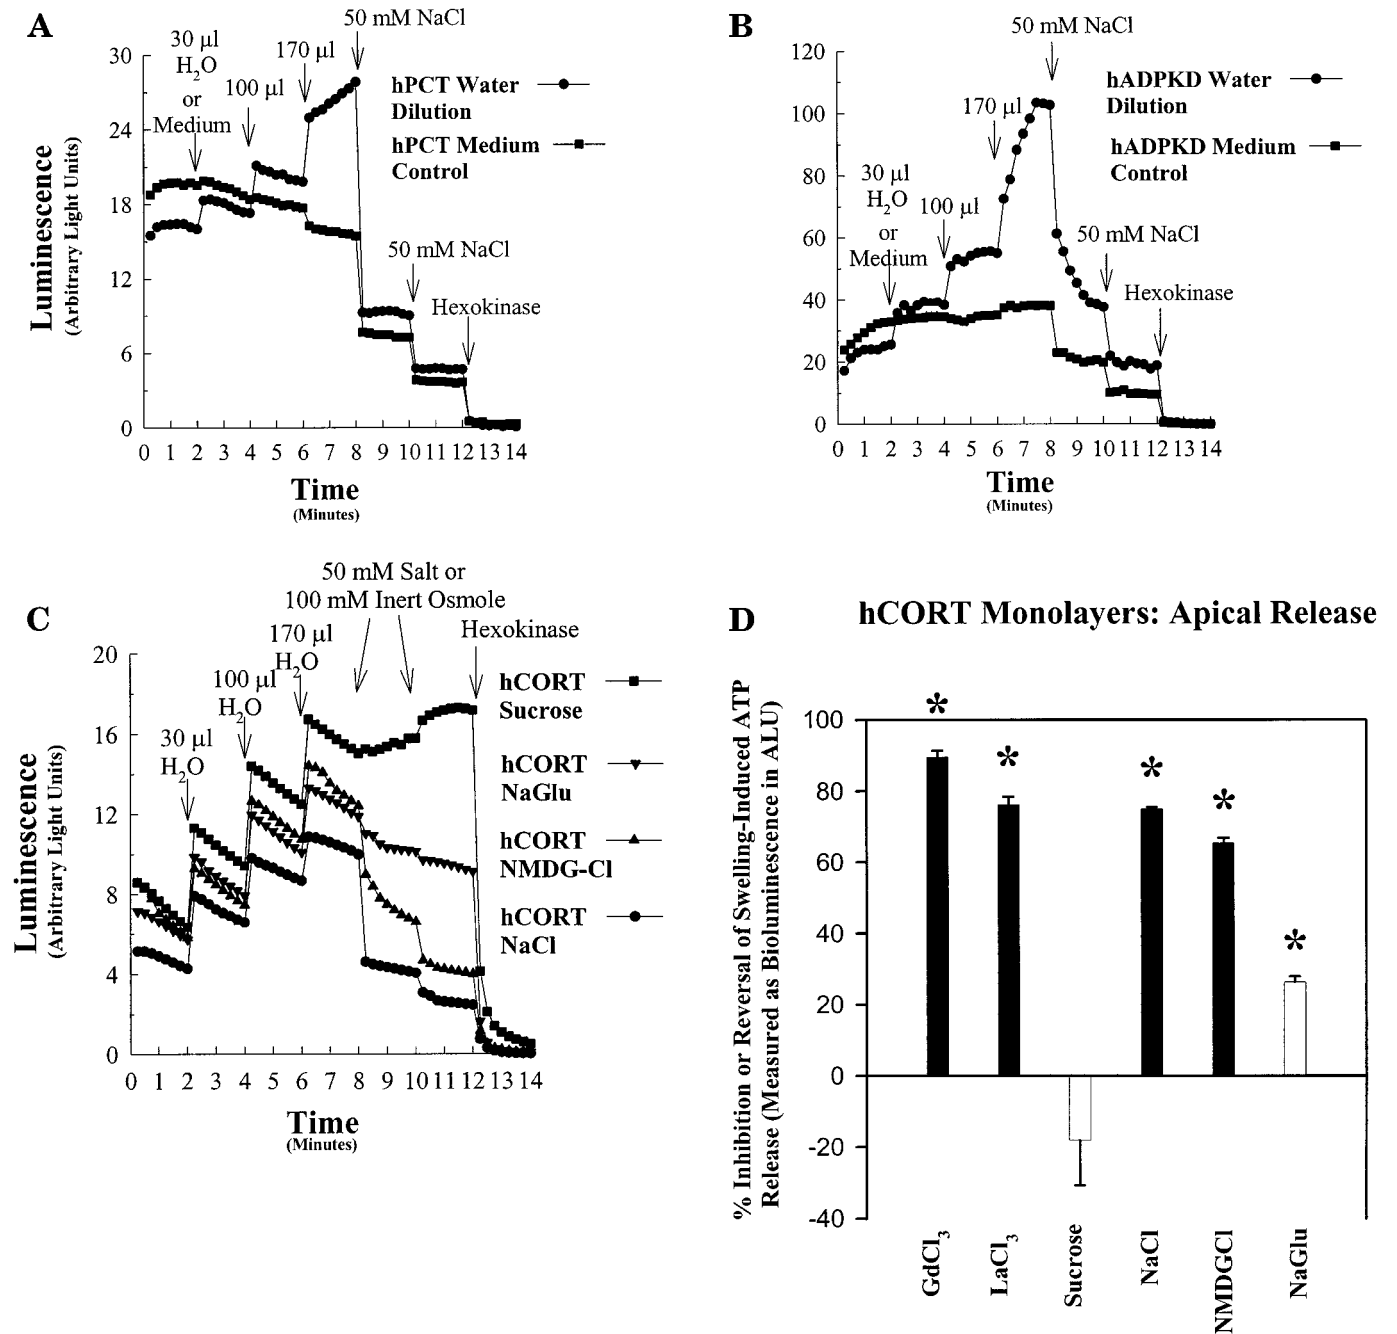 A
50 mM NaCl
30 µl
H2O
or
Medium
100 µl
170 µl
hPCT Water
Dilution
hPCT Medium
Control
50 mM NaCl
Hexokinase
Luminescence
(Arbitrary Light Units)
30
24
18
12
6
0
0 1 2 3 4 5 6 7 8 9 10 11 12 13 14
Time
(Minutes)
B
50 mM NaCl
170 µl
30 µl
H2O
or
Medium
100 µl
hADPKD Water
Dilution
hADPKD Medium
Control
50 mM NaCl
Hexokinase
120
100
80
60
40
20
0
0 1 2 3 4 5 6 7 8 9 10 11 12 13 14
Time
(Minutes)
C
50 mM Salt or
100 mM Inert Osmole
Hexokinase
170 µl
H2O
100 µl
H2O
30 µl
H2O
hCORT
Sucrose
hCORT
NaGlu
hCORT
NMDG-Cl
hCORT
NaCl
Luminescence
(Arbitrary Light Units)
20
16
12
8
4
0
0 1 2 3 4 5 6 7 8 9 10 11 12 13 14
Time
(Minutes)
D
hCORT Monolayers: Apical Release
% Inhibition or Reversal of Swelling-Induced ATP
Release (Measured as Bioluminescence in ALU)
100
80
60
40
20
0
-20
-40
* * * * *
GdCl3
LaCl3
Sucrose
NaCl
NMDGCl
NaGlu